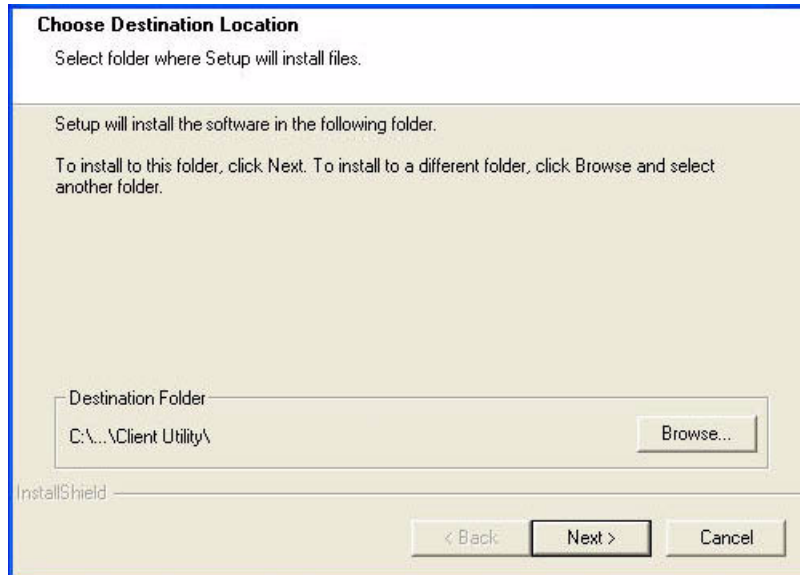 Choose Destination Location
Select folder where Setup will install files.
Setup will install the software in the following folder.
To install to this folder, click Next. To install to a different folder, click Browse and select
another folder.
Destination Folder
C:\...\Client Utility\
Browse...
InstallShield
< Back
Next >
Cancel